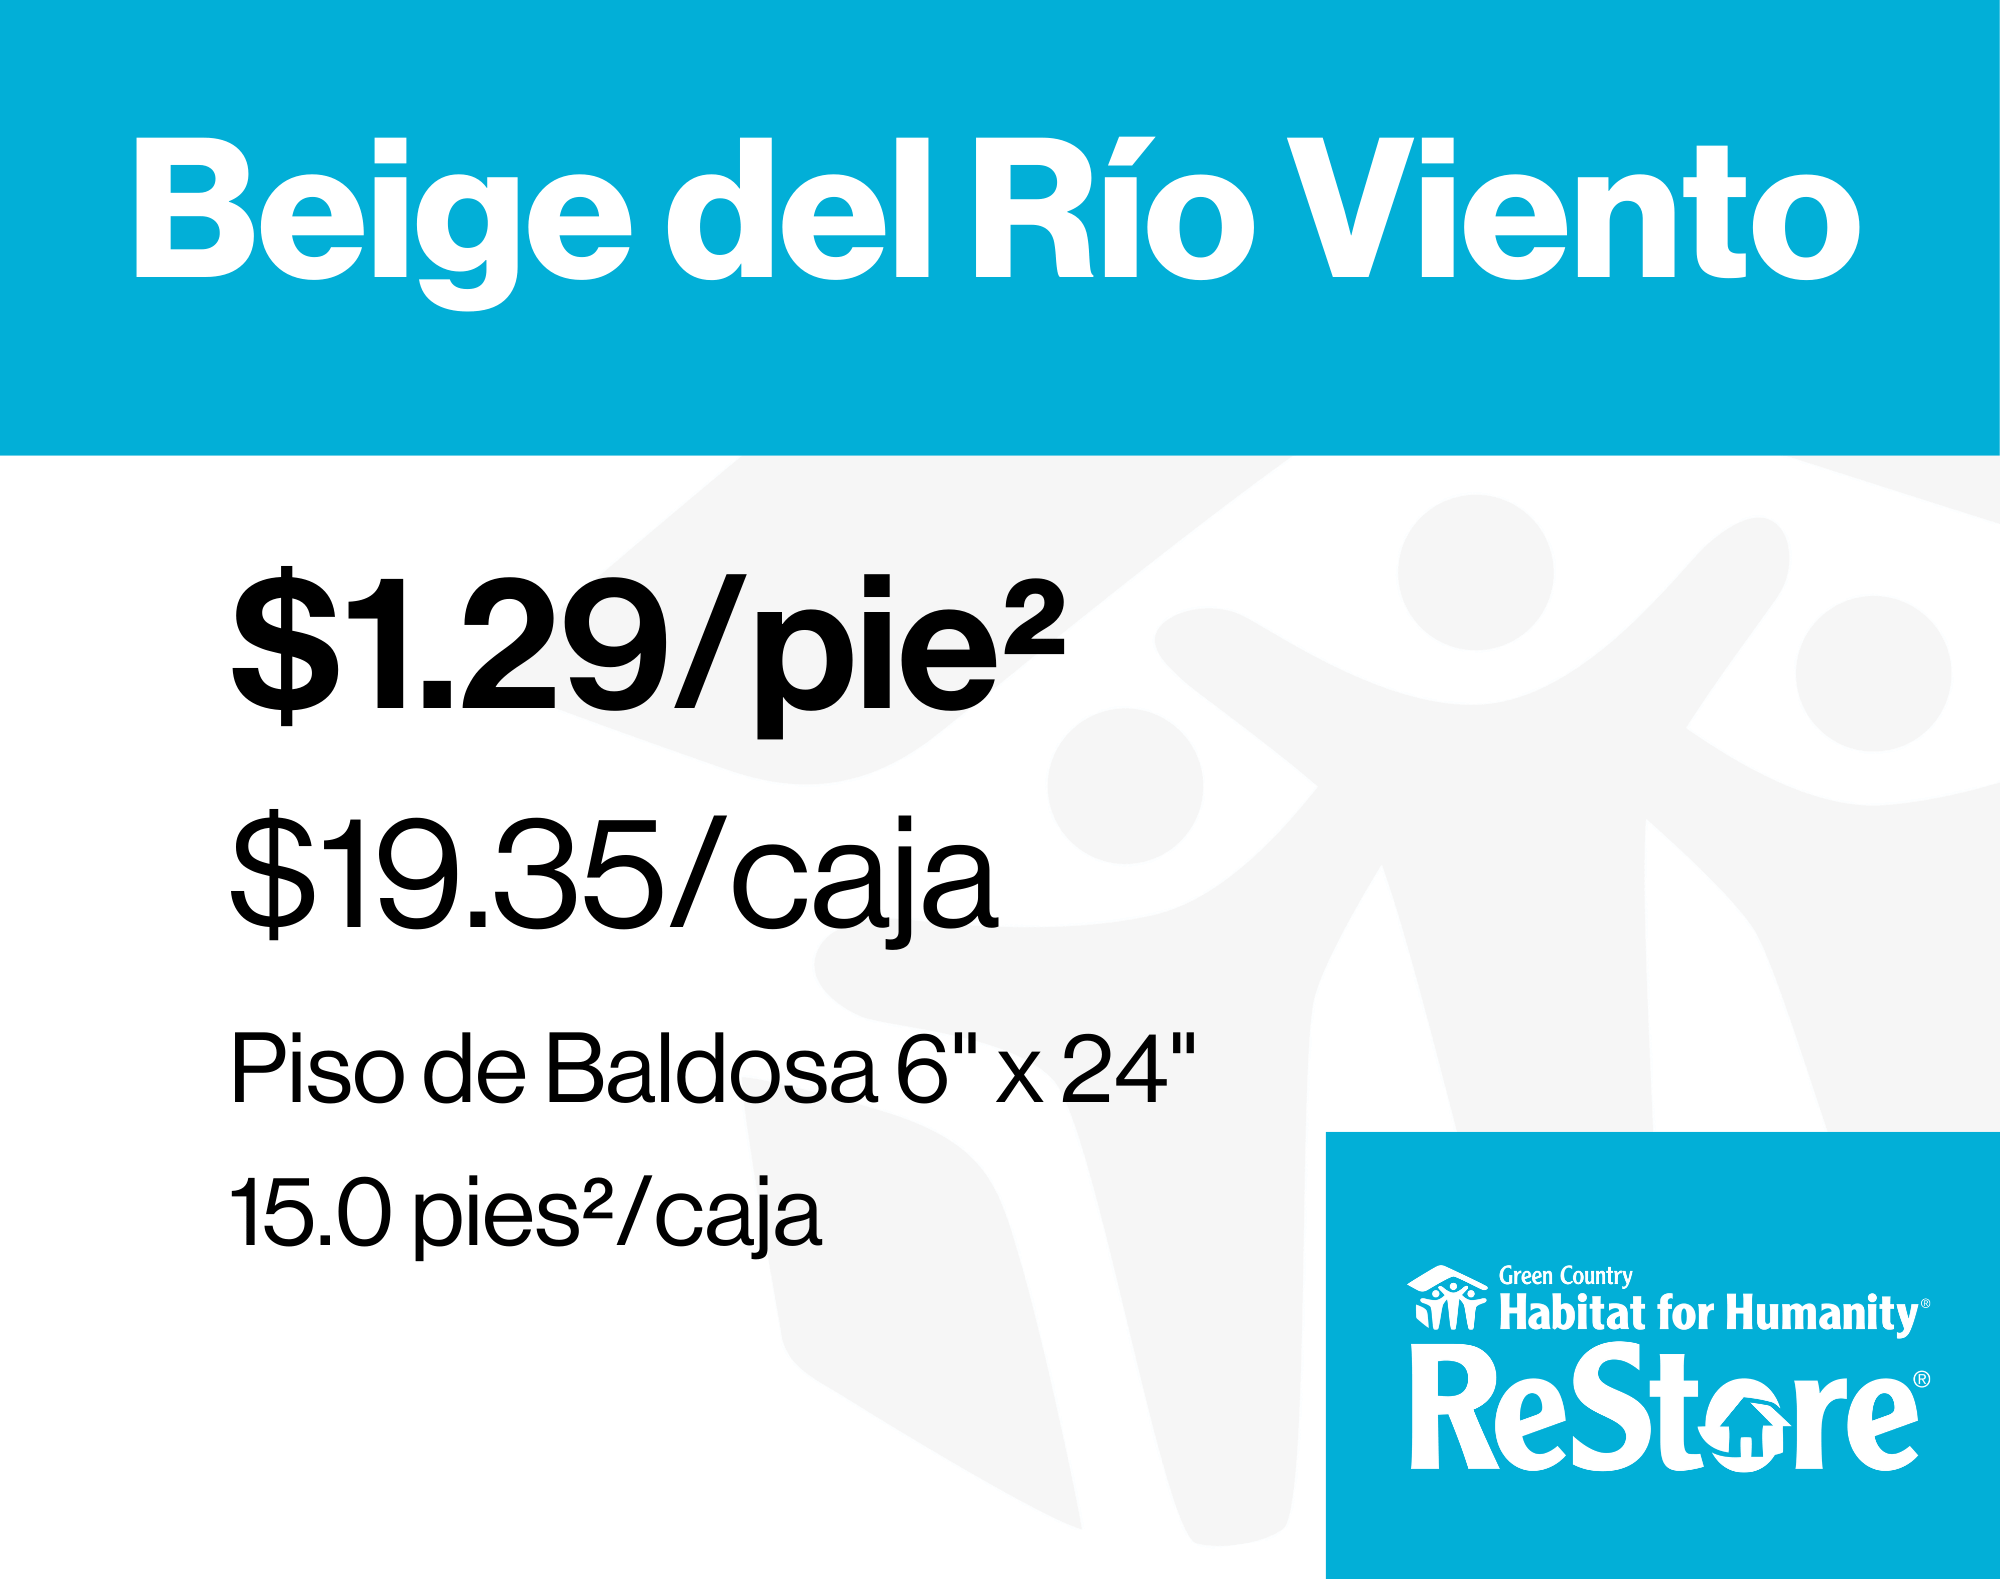 Beige del Río Viento
$1.29/pie²
$19.35/caja
Piso de Baldosa 6" x 24"
15.0 pies²/caja
Green Country
Habitat for Humanity®
ReStore®